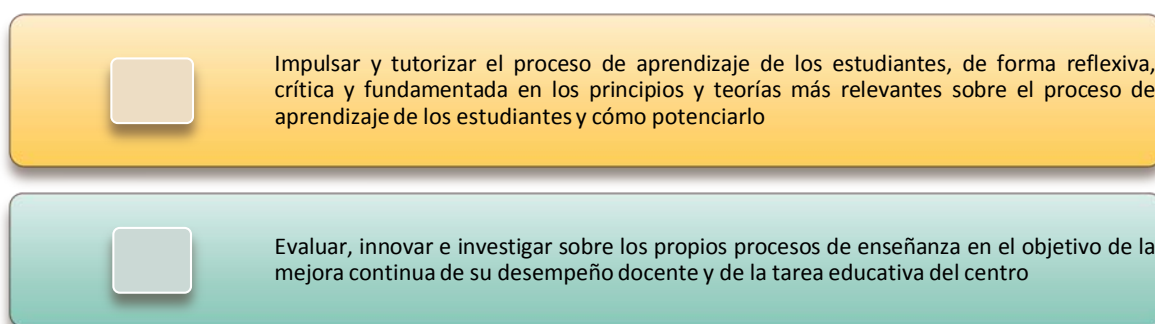 Impulsar y tutorizar el proceso de aprendizaje de los estudiantes, de forma reflexiva,
crítica y fundamentada en los principios y teorías más relevantes sobre el proceso de
aprendizaje de los estudiantes y cómo potenciarlo
Evaluar, innovar e investigar sobre los propios procesos de enseñanza en el objetivo de la
mejora continua de su desempeño docente y de la tarea educativa del centro